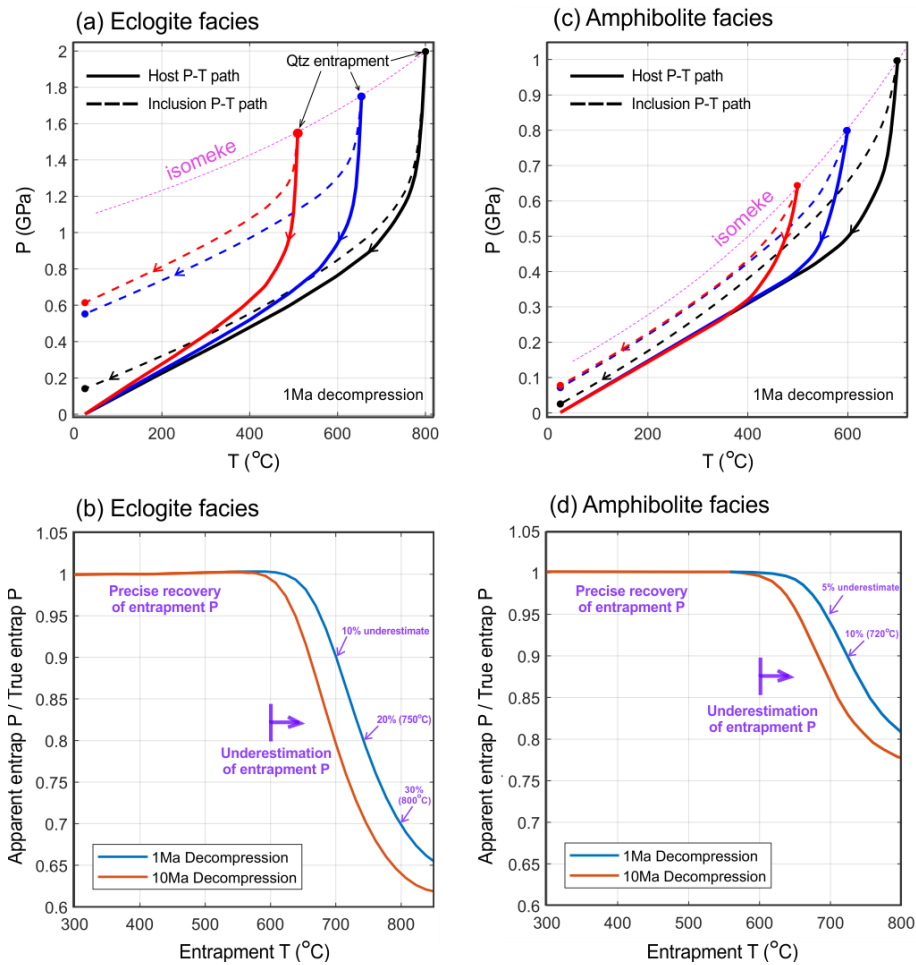 (a) Eclogite facies
2
1.8
1.6
1.4
1.2
1
0.8
0.6
0.4
0.2
0
P (GPa)
Qtz entrapment
Host P-T path
Inclusion P-T path
isomeke
1Ma decompression
0
200
400
600
800
T (°C)
(c) Amphibolite facies
1
0.9
0.8
0.7
0.6
0.5
0.4
0.3
0.2
0.1
0
P (GPa)
Host P-T path
Inclusion P-T path
isomeke
1Ma decompression
0
200
400
600
T (°C)
(b) Eclogite facies
1.05
1
0.95
0.9
0.85
0.8
0.75
0.7
0.65
0.6
Apparent entrap P / True entrap P
Precise recovery
of entrapment P
10% underestimate
20% (750°C)
Underestimation
of entrapment P
30%
(800°C)
1Ma Decompression
10Ma Decompression
300
400
500
600
700
800
Entrapment T (°C)
(d) Amphibolite facies
1.05
1
0.95
0.9
0.85
0.8
0.75
0.7
0.65
0.6
Apparent entrap P / True entrap P
Precise recovery
of entrapment P
5% underestimate
10% (720°C)
Underestimation
of entrapment P
1Ma Decompression
10Ma Decompression
300
400
500
600
700
800
Entrapment T (°C)